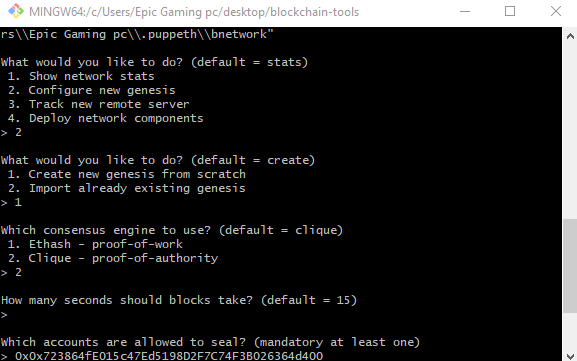 MINGW64:/c/Users/Epic Gaming pc/desktop/blockchain-tools
rs\\Epic Gaming pc\\.puppeth\\bnetwork"
What would you like to do? (default = stats)
1. Show network stats
2. Configure new genesis
3. Track new remote server
4. Deploy network components
> 2
What would you like to do? (default = create)
1. Create new genesis from scratch
2. Import already existing genesis
> 1
Which consensus engine to use? (default = clique)
1. Ethash - proof-of-work
2. Clique - proof-of-authority
> 2
How many seconds should blocks take? (default = 15)
>
Which accounts are allowed to seal? (mandatory at least one)
> 0x0x723864fE015c47Ed5198D2F7C74F3B026364d400